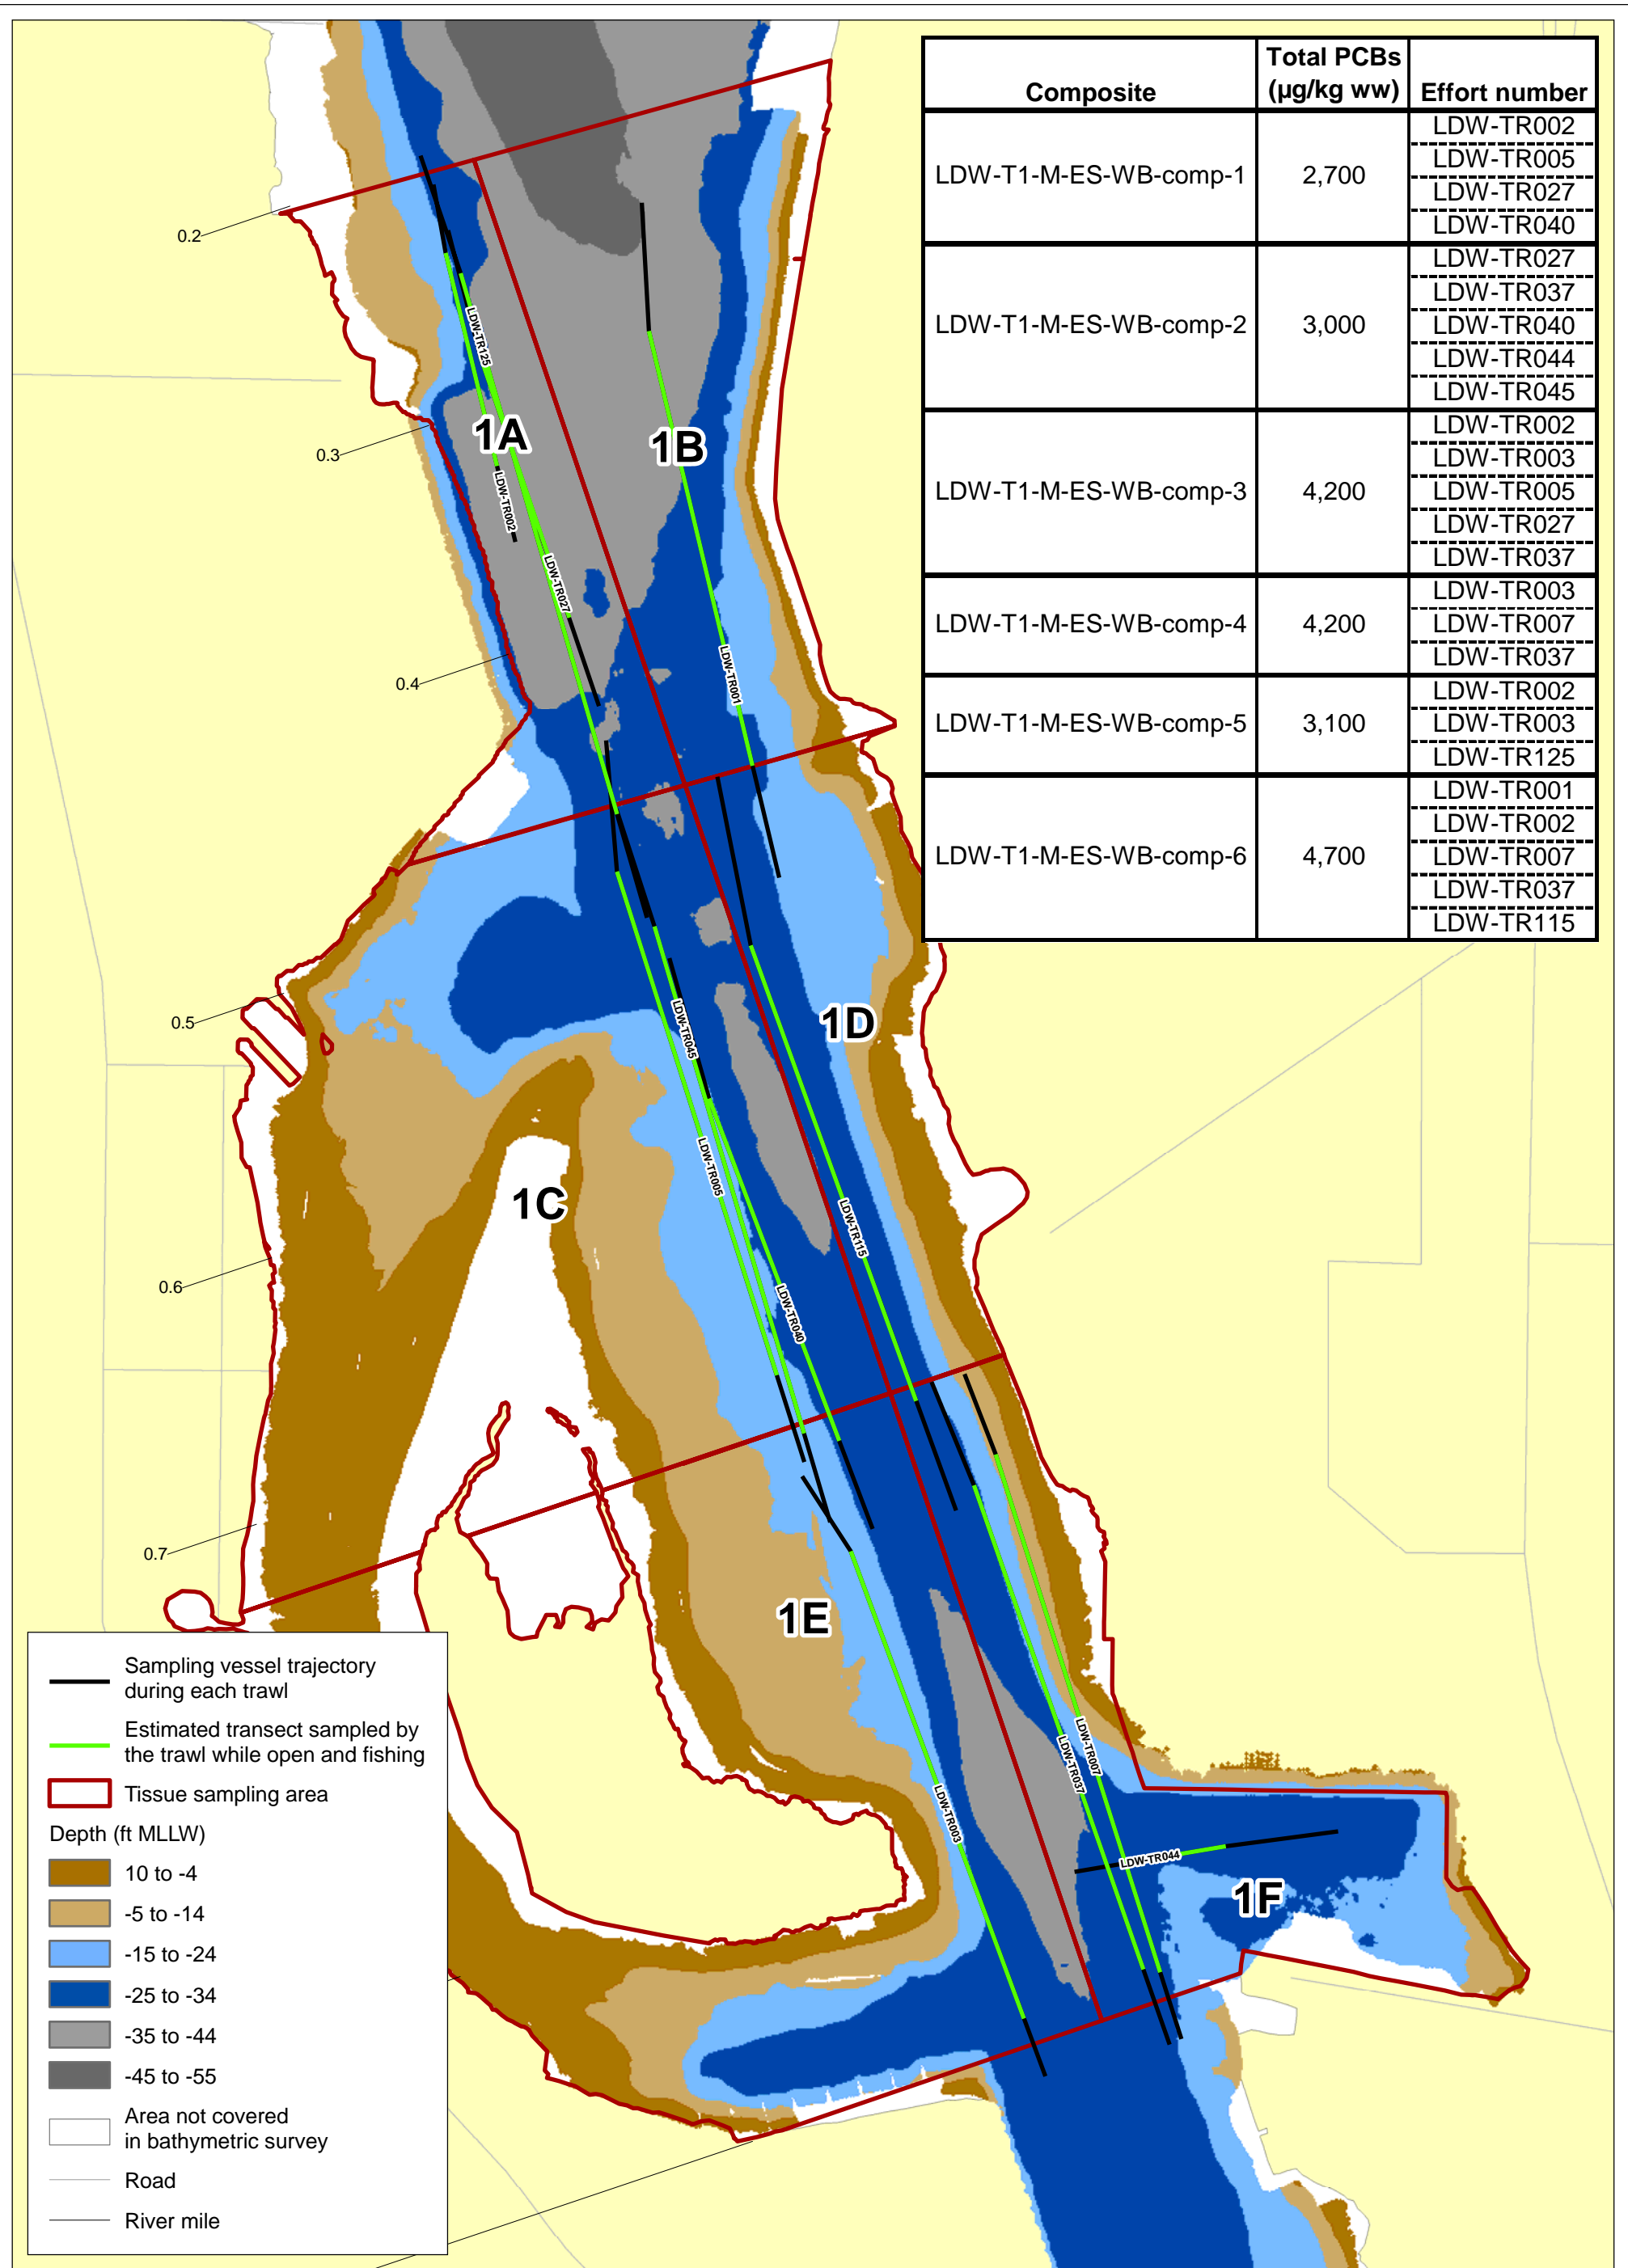 Composite
Total PCBs
(µg/kg ww)
Effort number
LDW-T1-M-ES-WB-comp-1
2,700
LDW-TR002
LDW-TR005
LDW-TR027
LDW-TR040
LDW-T1-M-ES-WB-comp-2
3,000
LDW-TR027
LDW-TR037
LDW-TR040
LDW-TR044
LDW-TR045
LDW-T1-M-ES-WB-comp-3
4,200
LDW-TR002
LDW-TR003
LDW-TR005
LDW-TR027
LDW-TR037
LDW-T1-M-ES-WB-comp-4
4,200
LDW-TR003
LDW-TR007
LDW-TR037
LDW-T1-M-ES-WB-comp-5
3,100
LDW-TR002
LDW-TR003
LDW-TR125
LDW-T1-M-ES-WB-comp-6
4,700
LDW-TR001
LDW-TR002
LDW-TR007
LDW-TR037
LDW-TR115
0.2
LDW-TR125
1A
1B
0.3
LDW-TR002
LDW-TR027
0.4
LDW-TR001
0.5
1D
LDW-TR045
LDW-TR005
1C
LDW-TR115
0.6
LDW-TR040
0.7
1E
LDW-TR007
LDW-TR037
LDW-TR003
LDW-TR044
1F
Sampling vessel trajectory
during each trawl
Estimated transect sampled by
the trawl while open and fishing
Tissue sampling area
Depth (ft MLLW)
10 to -4
-5 to -14
-15 to -24
-25 to -34
-35 to -44
-45 to -55
Area not covered
in bathymetric survey
Road
River mile